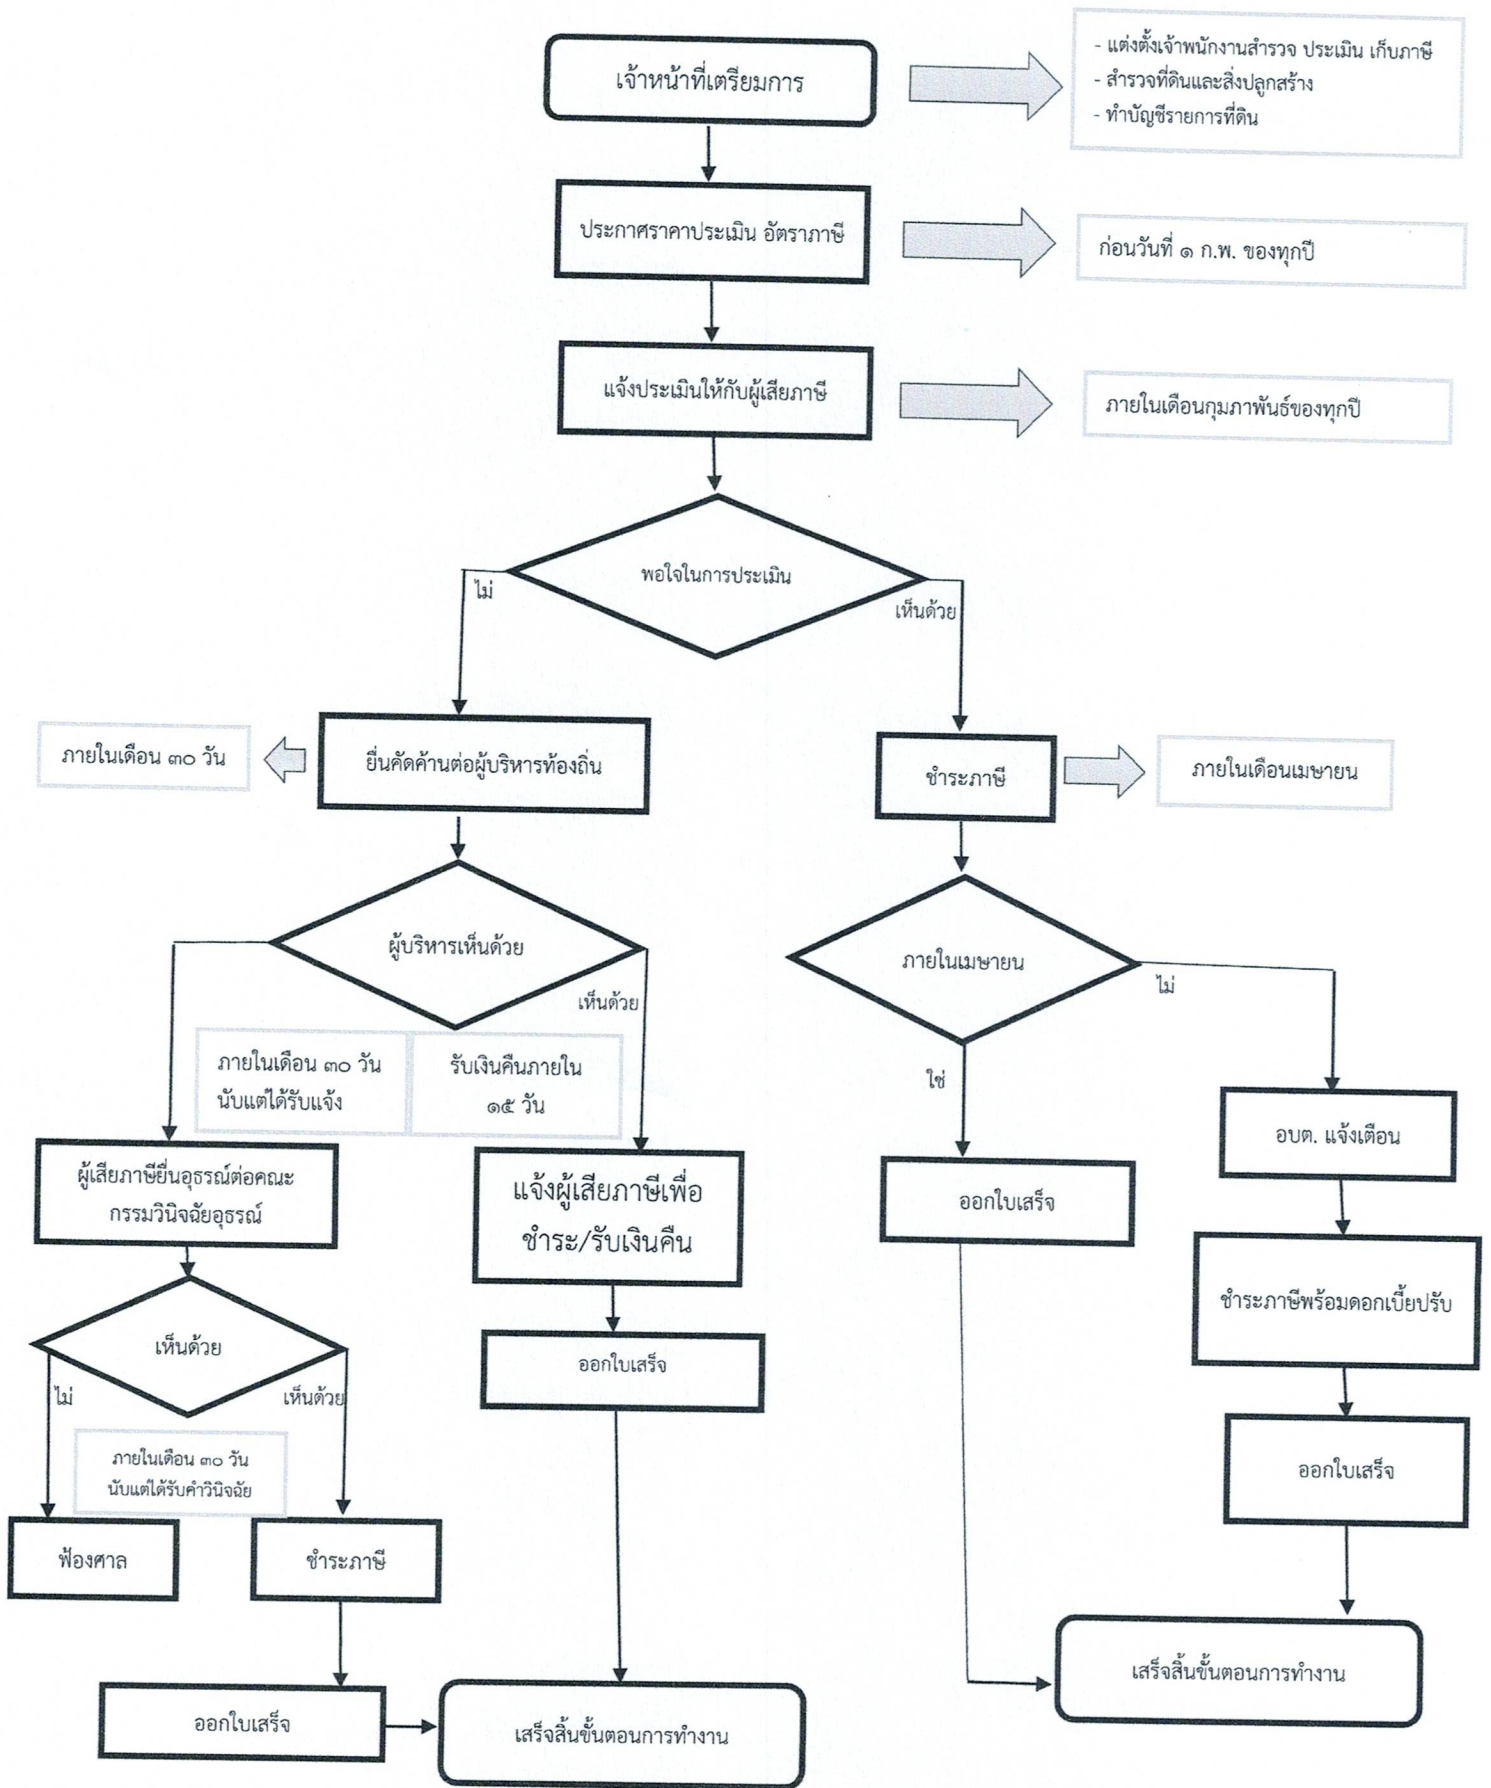 เจ้าหน้าที่เตรียมการ
- แต่งตั้งเจ้าพนักงานสำรวจ ประเมิน เก็บภาษี
- สำรวจที่ดินและสิ่งปลูกสร้าง
- ทำบัญชีรายการที่ดิน
ประกาศราคาประเมิน อัตราภาษี
ก่อนวันที่ ๑ ก.พ. ของทุกปี
แจ้งประเมินให้กับผู้เสียภาษี
ภายในเดือนกุมภาพันธ์ของทุกปี
พอใจในการประเมิน
ไม่
เห็นด้วย
ภายในเดือน ๓๐ วัน
ยื่นคัดค้านต่อผู้บริหารท้องถิ่น
ชำระภาษี
ภายในเดือนเมษายน
ผู้บริหารเห็นด้วย
เห็นด้วย
ภายในเมษายน
ไม่
ใช่
ภายในเดือน ๓๐ วัน
นับแต่ได้รับแจ้ง
รับเงินคืนภายใน
๑๕ วัน
อบต. แจ้งเตือน
ผู้เสียภาษียื่นอุธรณ์ต่อคณะ
กรรมวินิจฉัยอุธรณ์
แจ้งผู้เสียภาษีเพื่อ
ชำระ/รับเงินคืน
ออกใบเสร็จ
ชำระภาษีพร้อมดอกเบี้ยปรับ
เห็นด้วย
ไม่
เห็นด้วย
ออกใบเสร็จ
ภายในเดือน ๓๐ วัน
นับแต่ได้รับคำวินิจฉัย
ออกใบเสร็จ
ฟ้องศาล
ชำระภาษี
ออกใบเสร็จ
เสร็จสิ้นขั้นตอนการทำงาน
เสร็จสิ้นขั้นตอนการทำงาน